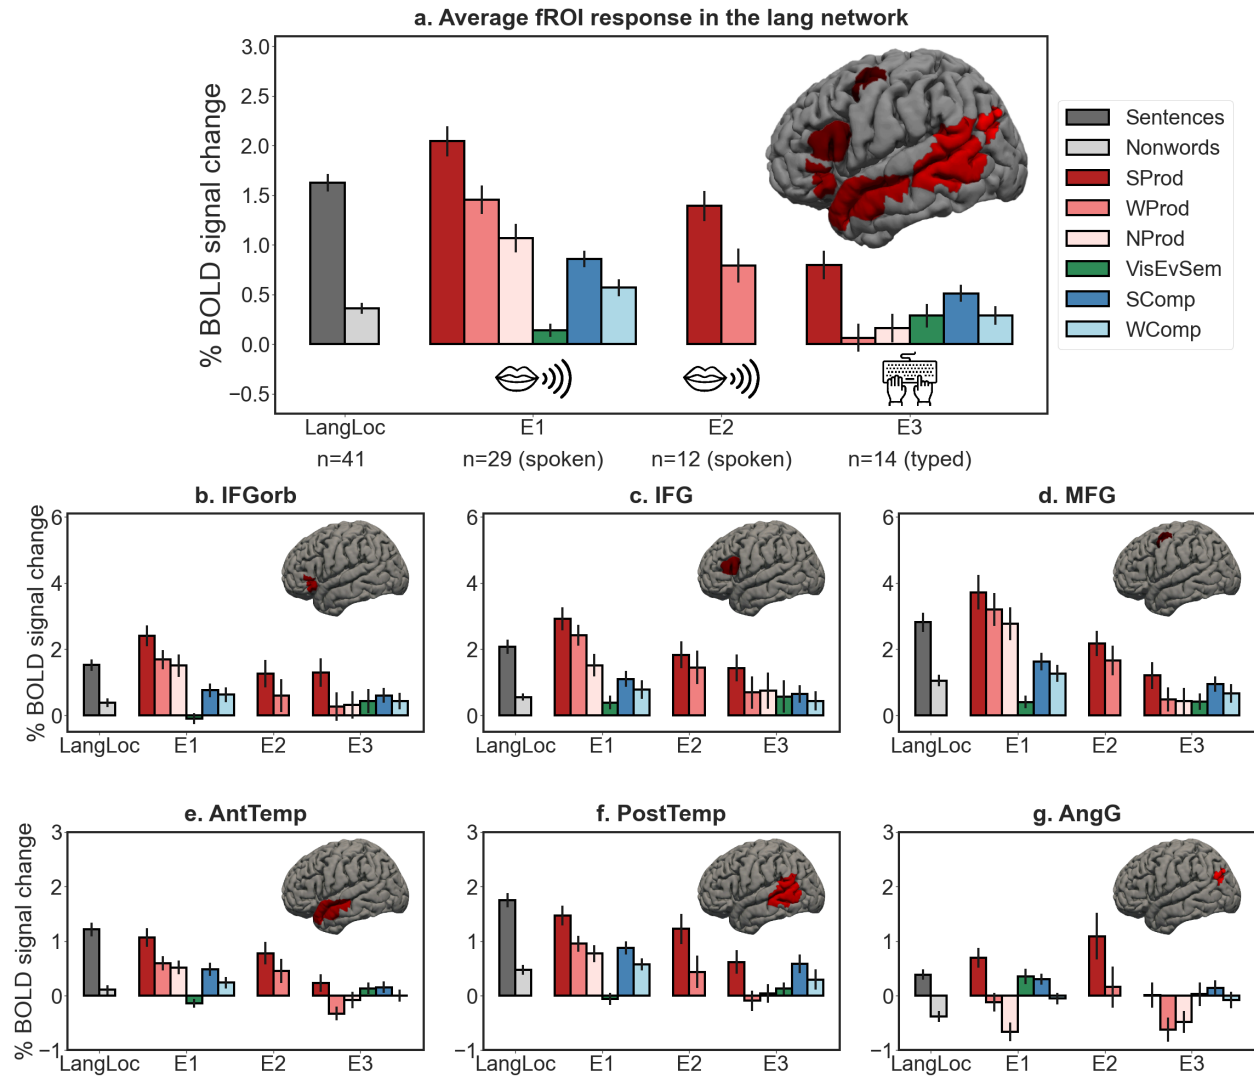 a. Average fROI response in the lang network
% BOLD signal change
3.0
2.5
2.0
1.5
1.0
0.5
0.0
−0.5
Sentences
Nonwords
SProd
WProd
NProd
VisEvSem
SComp
WComp
LangLoc E1 E2 E3
n=41 n=29 (spoken) n=12 (spoken) n=14 (typed)
b. IFGorb
% BOLD signal change
6
4
2
0
LangLoc E1 E2 E3
c. IFG
6
4
2
0
LangLoc E1 E2 E3
d. MFG
6
4
2
0
LangLoc E1 E2 E3
e. AntTemp
% BOLD signal change
3
2
1
0
−1
LangLoc E1 E2 E3
f. PostTemp
3
2
1
0
−1
LangLoc E1 E2 E3
g. AngG
3
2
1
0
−1
LangLoc E1 E2 E3